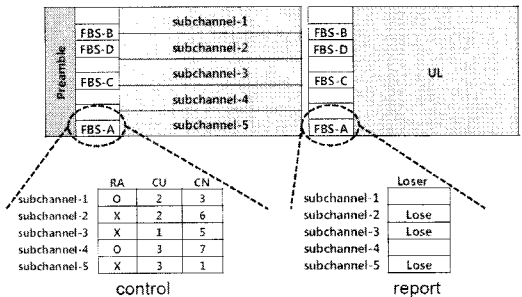 Preamble
FBS-B
FBS-D
FBS-C
FBS-A
subchannel-1
subchannel-2
subchannel-3
subchannel-4
subchannel-5
FBS-B
FBS-D
FBS-C
FBS-A
UL
RA CU CN
subchannel-1 O 2 3
subchannel-2 X 2 6
subchannel-3 X 1 5
subchannel-4 O 3 7
subchannel-5 X 3 1
control
Loser
subchannel-1
subchannel-2 Lose
subchannel-3 Lose
subchannel-4
subchannel-5 Lose
report